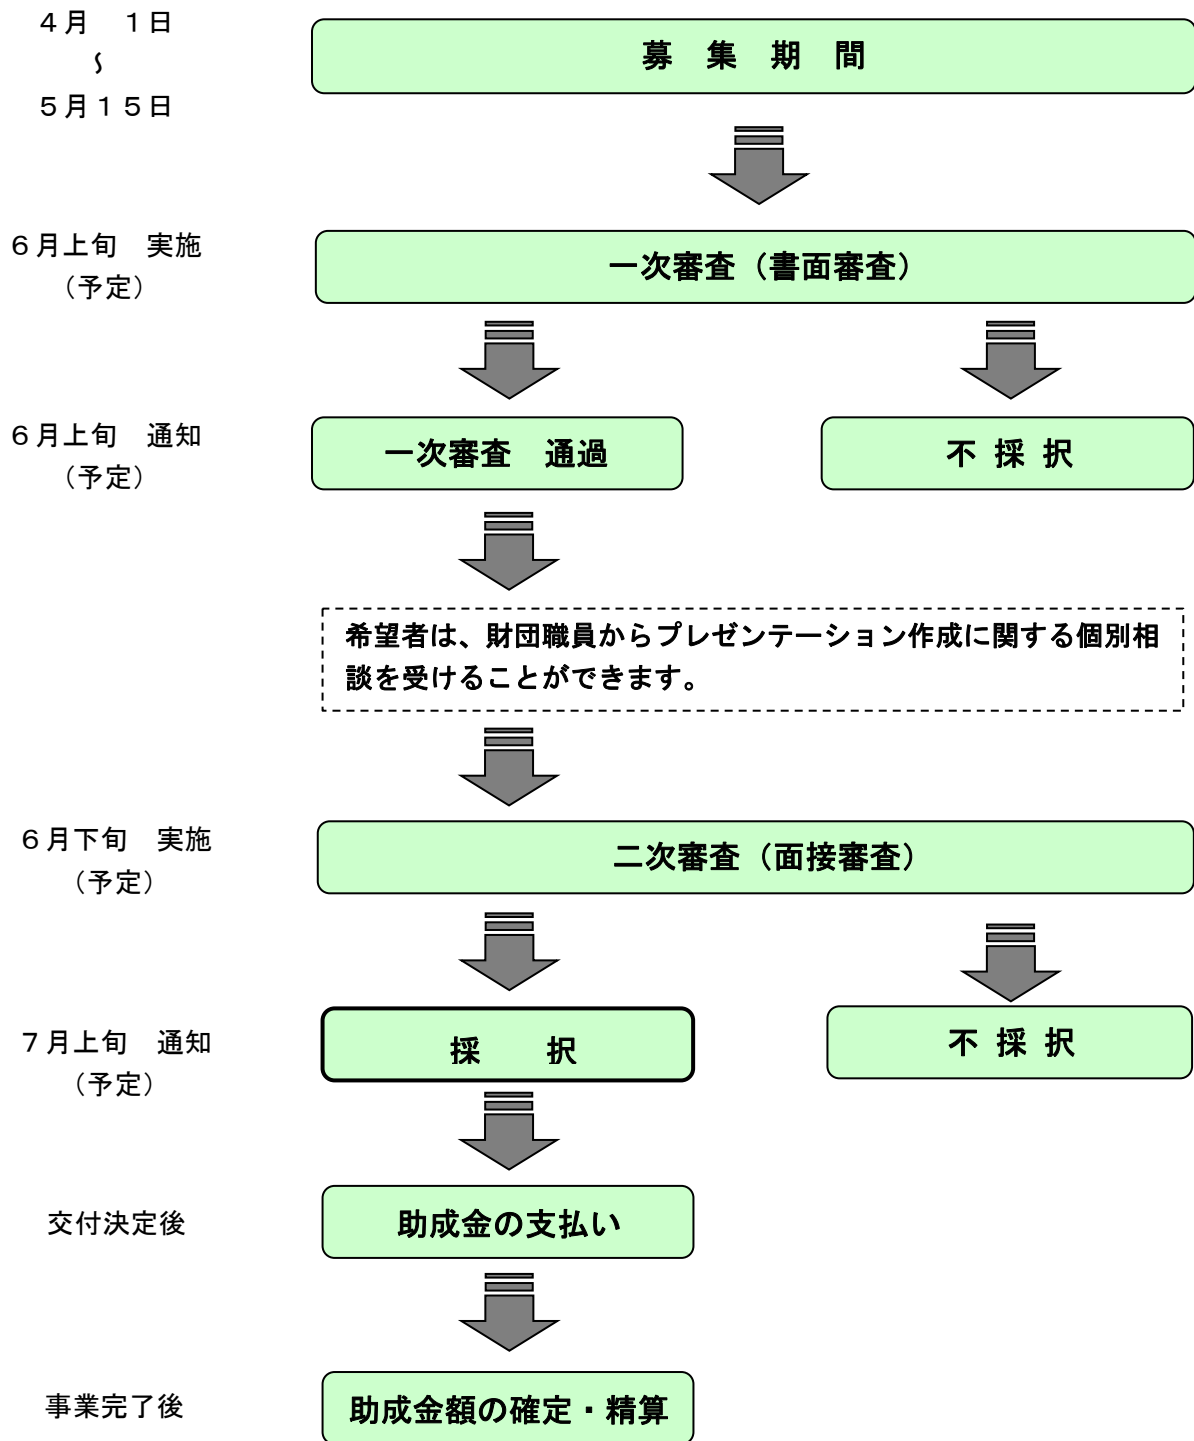 ４月　１日
～
５月１５日
募　集　期　間
６月上旬　実施
（予定）
一次審査（書面審査）
６月上旬　通知
（予定）
一次審査　通過
不 採 択
希望者は、財団職員からプレゼンテーション作成に関する個別相
談を受けることができます。
６月下旬　実施
（予定）
二次審査（面接審査）
７月上旬　通知
（予定）
採　　択
不 採 択
交付決定後
助成金の支払い
事業完了後
助成金額の確定・精算